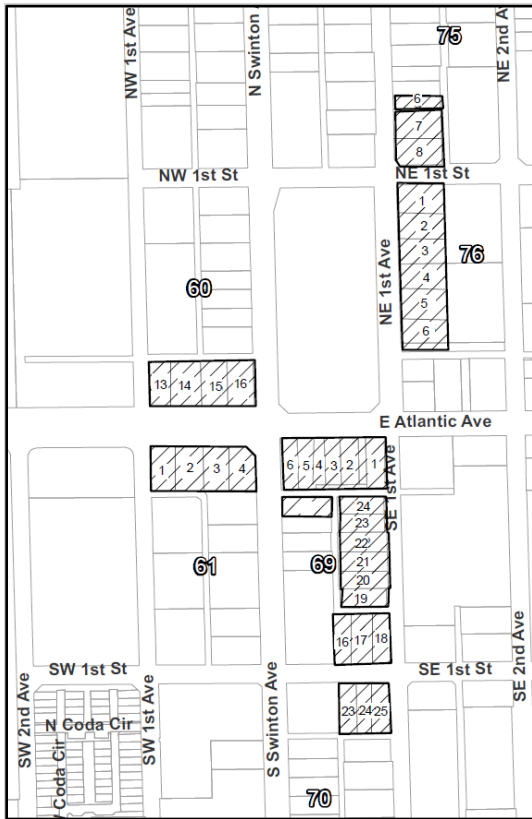 NW 1st Ave
N Swinton Ave
75
NE 2nd Av
6
7
8
NW 1st St
NE 1st St
1
2
3
4
5
6
76
NE 1st Ave
60
13 14 15 16
E Atlantic Ave
1 2 3 4
6 5 4 3 2 1
SE 1st Ave
24
23
22
21
20
19
61
69
16 17 18
SW 1st St
SE 1st St
SW 2nd Ave
N Coda Cir
SW 1st Ave
S Swinton Ave
SE 2nd Ave
23 24 25
Coda Cir
70